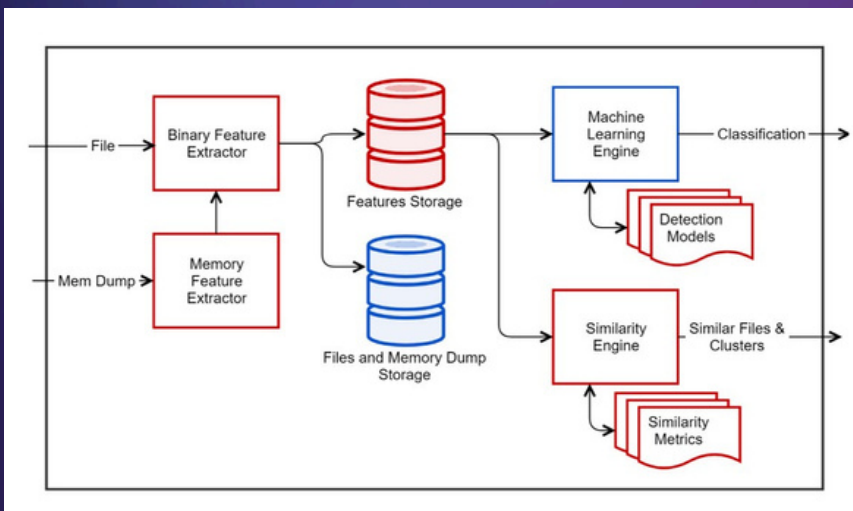 File
Binary Feature
Extractor
Features Storage
Machine
Learning
Engine
Classification
Detection
Models
Mem Dump
Memory
Feature
Extractor
Files and Memory Dump
Storage
Similarity
Engine
Similar Files &
Clusters
Similarity
Metrics